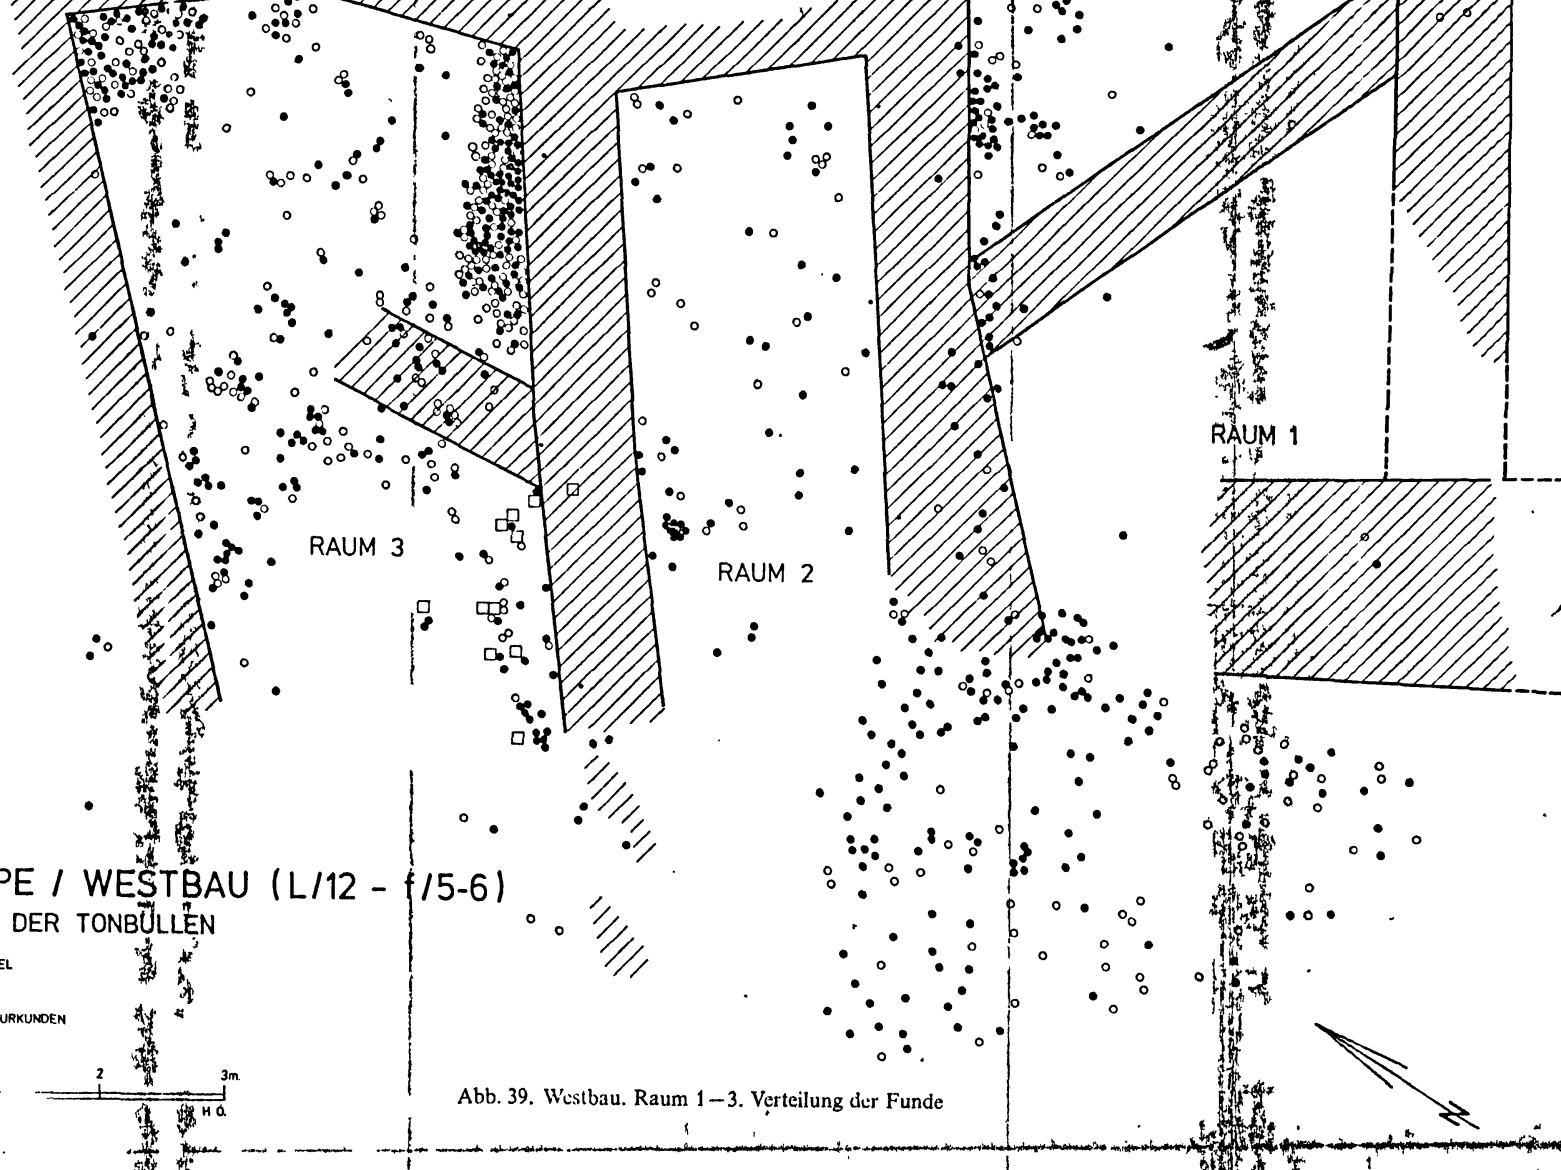 RAUM 1
RAUM 3
RAUM 2
PE / WESTBAU (L/12 - f/5-6)
DER TONBULLEN
EL
URKUNDEN
2 3m.
H Ö.
Abb. 39. Westbau. Raum 1—3. Verteilung der Funde